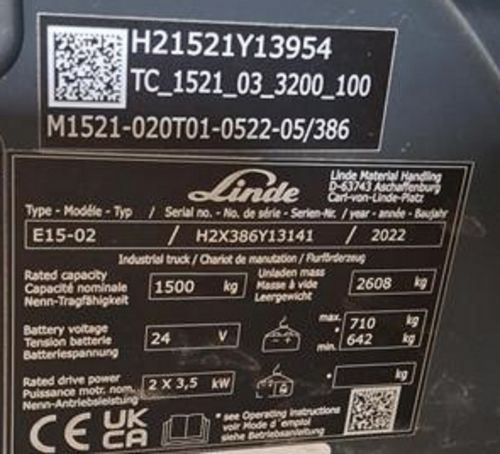 H21521Y13954
TC_1521_03_3200_100
M1521-020T01-0522-05/386
Linde
Linde Material Handling
D-63743 Aschaffenburg
Carl-von-Linde-Platz
Type - Modéle - Typ / Serial no. - No. de série - Serien-Nr. / year - année - Baujahr
E15-02 / H2X386Y13141 / 2022
Industrial truck / Chariot de manutation / Flurförderzeug
Rated capacity
Capacité nominale
Nenn-Tragfähigkeit
1500 kg
Unladen mass
Masse à vide
Leergewicht
2608 kg
Battery voltage
Tension batterie
Batteriespannung
24 V
max. 710 kg
min. 642 kg
Rated drive power
Puissance motr. nom.
Nenn-Antriebsleistung
2 X 3,5 kW
* kg
CE UK CA
* see Operating instructions
voir Mode d'emploi
siehe Betriebsanleitung